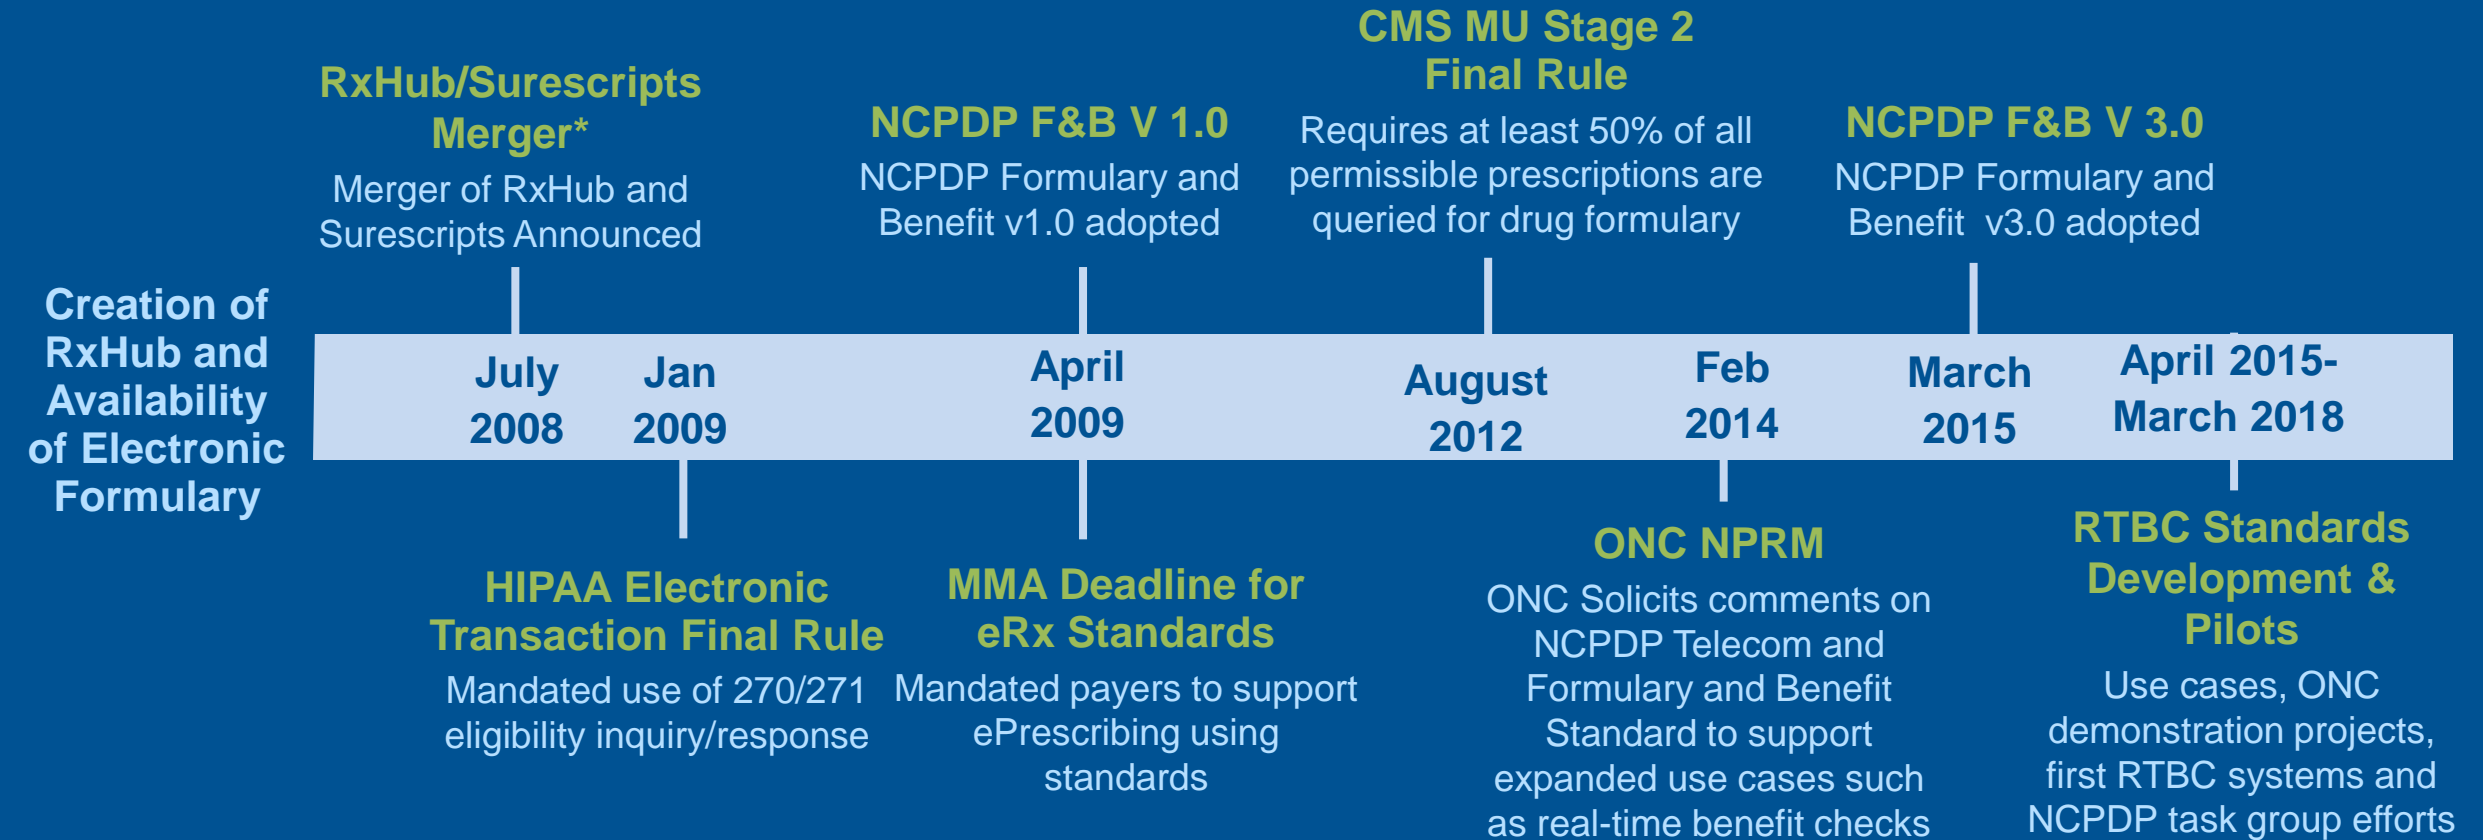 CMS MU Stage 2
Final Rule
Requires at least 50% of all
permissible prescriptions are
queried for drug formulary
RxHub/Surescripts
Merger*
Merger of RxHub and
Surescripts Announced
NCPDP F&B V 1.0
NCPDP Formulary and
Benefit v1.0 adopted
NCPDP F&B V 3.0
NCPDP Formulary and
Benefit v3.0 adopted
Creation of
RxHub and
Availability
of Electronic
Formulary
July
2008
Jan
2009
April
2009
August
2012
Feb
2014
March
2015
April 2015-
March 2018
HIPAA Electronic
Transaction Final Rule
Mandated use of 270/271
eligibility inquiry/response
MMA Deadline for
eRx Standards
Mandated payers to support
ePrescribing using
standards
ONC NPRM
ONC Solicits comments on
NCPDP Telecom and
Formulary and Benefit
Standard to support
expanded use cases such
as real-time benefit checks
RTBC Standards
Development &
Pilots
Use cases, ONC
demonstration projects,
first RTBC systems and
NCPDP task group efforts